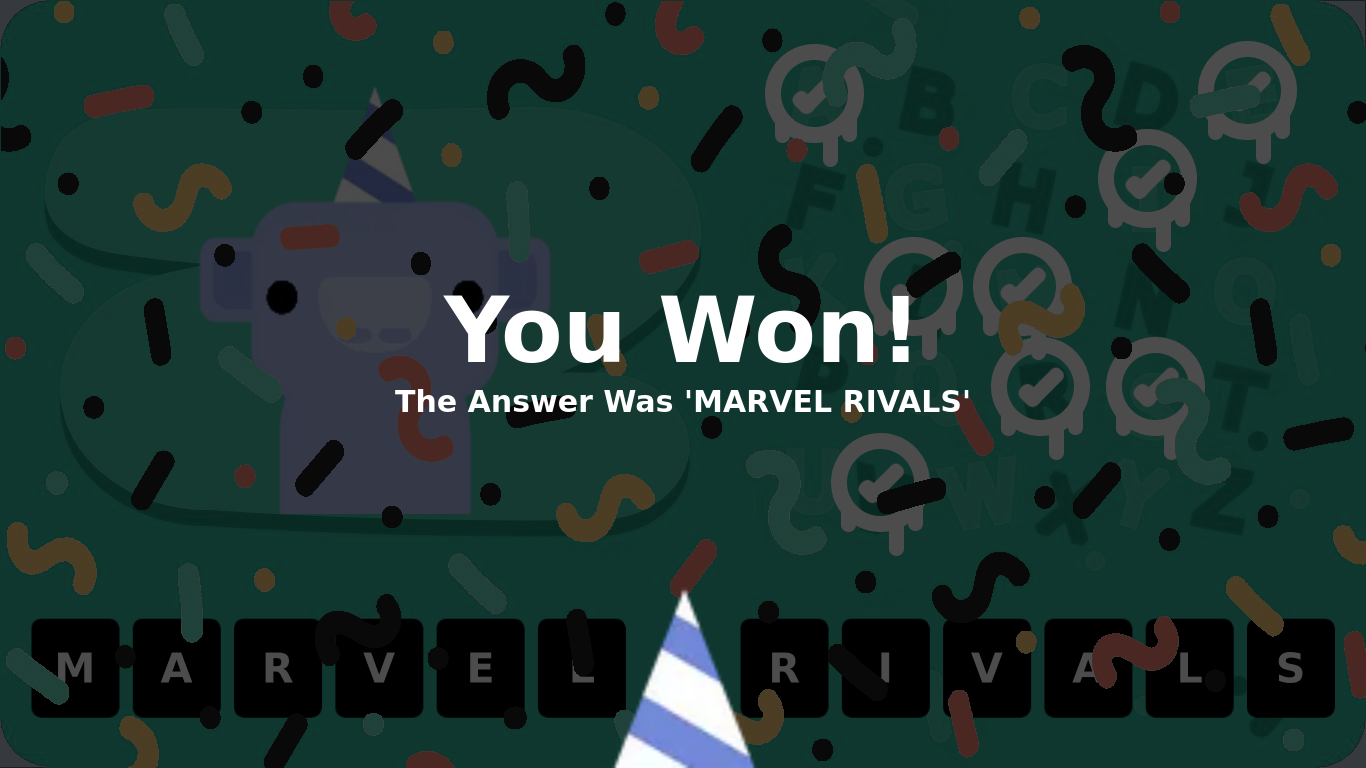 You Won!
The Answer Was 'MARVEL RIVALS'
B C D
F G H J
K N O
P T
U W X Y Z
M A R V E L R I V A L S